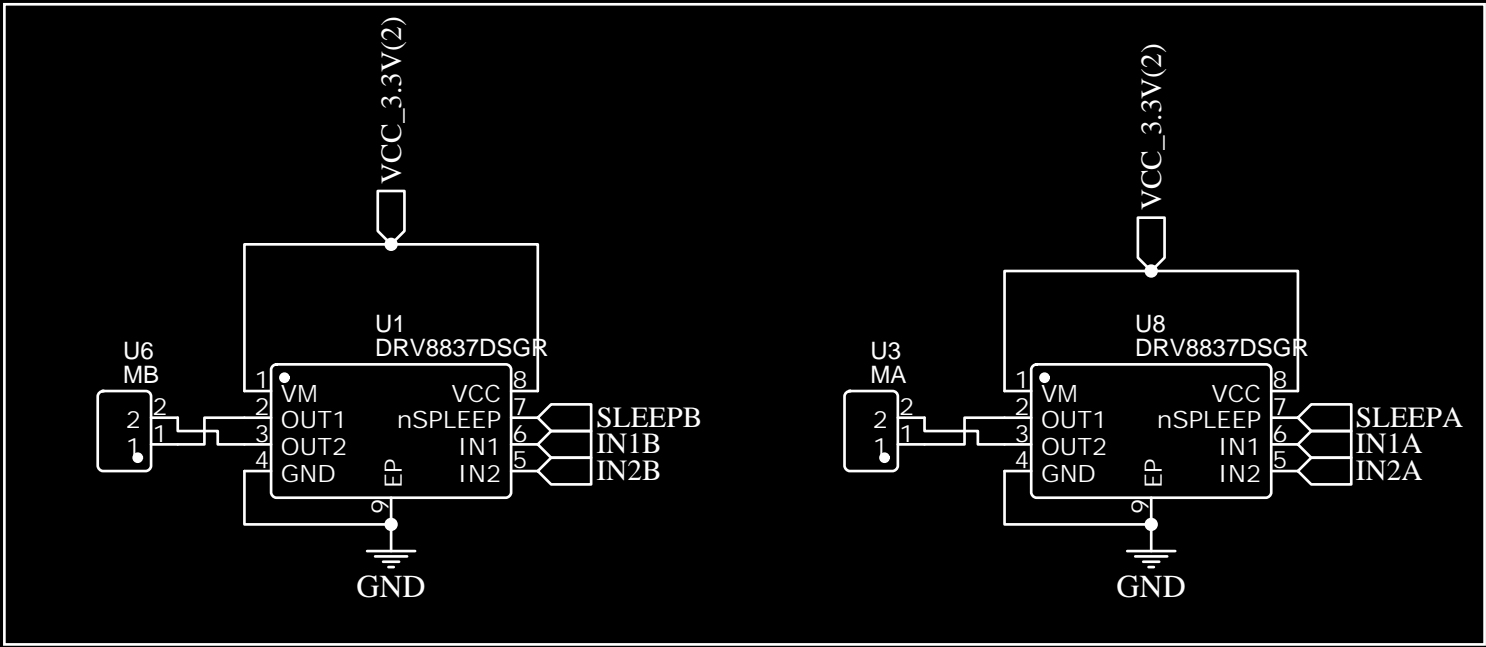 VCC_3.3V(2)
U1
DRV8837DSGR
U6
MB
2
1
2
1
1
2
3
4
VM
OUT1
OUT2
GND
EP
9
VCC
nSPLEEP
IN1
IN2
8
7
6
5
SLEEPB
IN1B
IN2B
GND
VCC_3.3V(2)
U8
DRV8837DSGR
U3
MA
2
1
2
1
1
2
3
4
VM
OUT1
OUT2
GND
EP
9
VCC
nSPLEEP
IN1
IN2
8
7
6
5
SLEEPA
IN1A
IN2A
GND